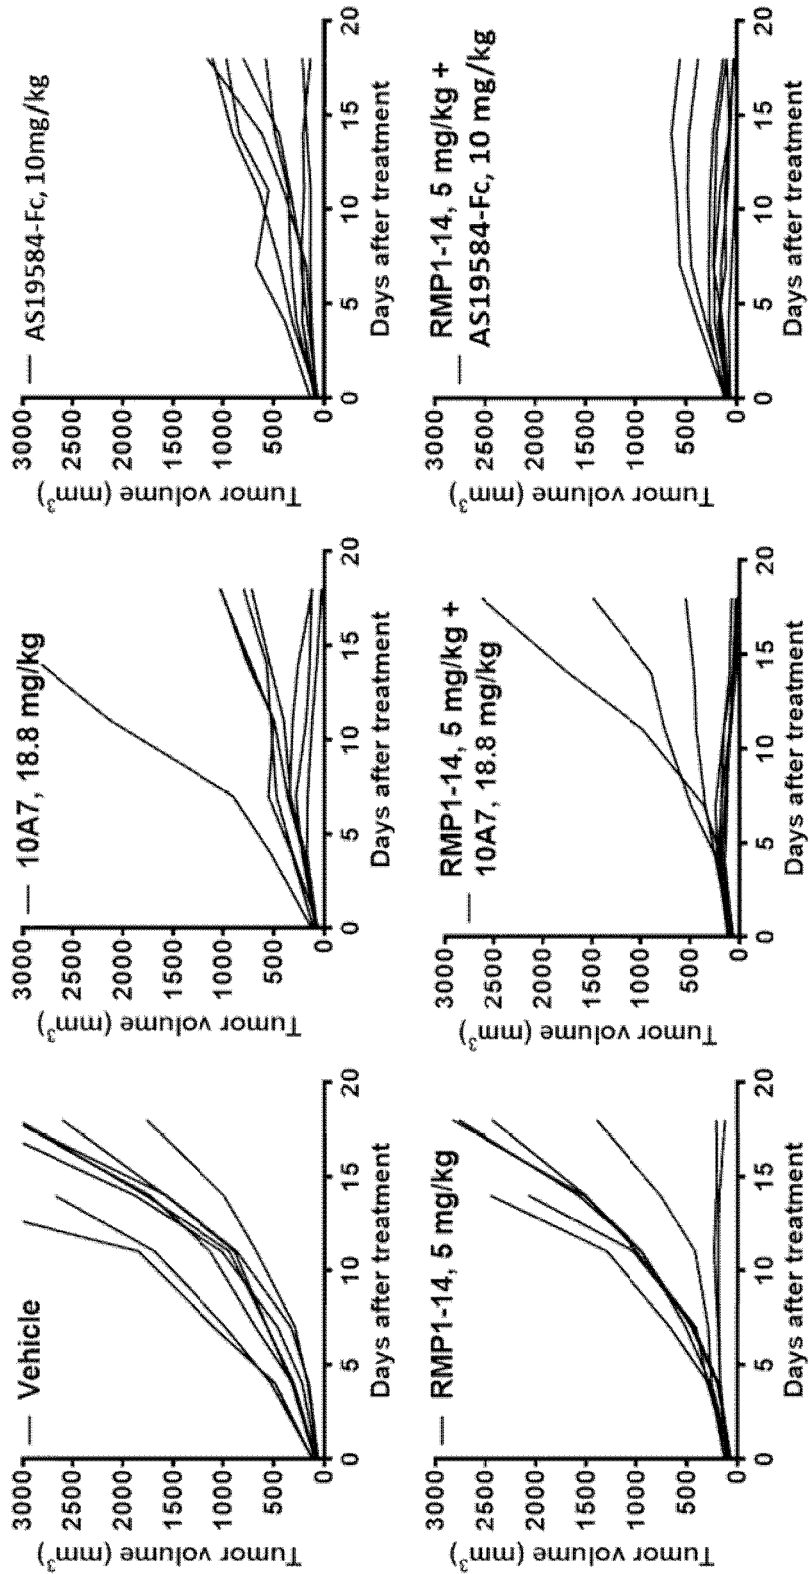 Vehicle
Tumor volume (mm³)
3000
2500
2000
1500
1000
500
0
0 5 10 15 20
Days after treatment
10A7, 18.8 mg/kg
Tumor volume (mm³)
3000
2500
2000
1500
1000
500
0
0 5 10 15 20
Days after treatment
AS19584-Fc, 10mg/kg
Tumor volume (mm³)
3000
2500
2000
1500
1000
500
0
0 5 10 15 20
Days after treatment
RMP1-14, 5 mg/kg
Tumor volume (mm³)
3000
2500
2000
1500
1000
500
0
0 5 10 15 20
Days after treatment
RMP1-14, 5 mg/kg +
10A7, 18.8 mg/kg
Tumor volume (mm³)
3000
2500
2000
1500
1000
500
0
0 5 10 15 20
Days after treatment
RMP1-14, 5 mg/kg +
AS19584-Fc, 10 mg/kg
Tumor volume (mm³)
3000
2500
2000
1500
1000
500
0
0 5 10 15 20
Days after treatment